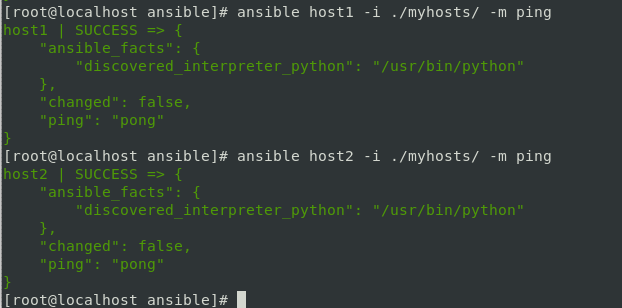 [root@localhost ansible]# ansible host1 -i ./myhosts/ -m ping
host1 | SUCCESS => {
    "ansible_facts": {
        "discovered_interpreter_python": "/usr/bin/python"
    },
    "changed": false,
    "ping": "pong"
}
[root@localhost ansible]# ansible host2 -i ./myhosts/ -m ping
host2 | SUCCESS => {
    "ansible_facts": {
        "discovered_interpreter_python": "/usr/bin/python"
    },
    "changed": false,
    "ping": "pong"
}
[root@localhost ansible]#